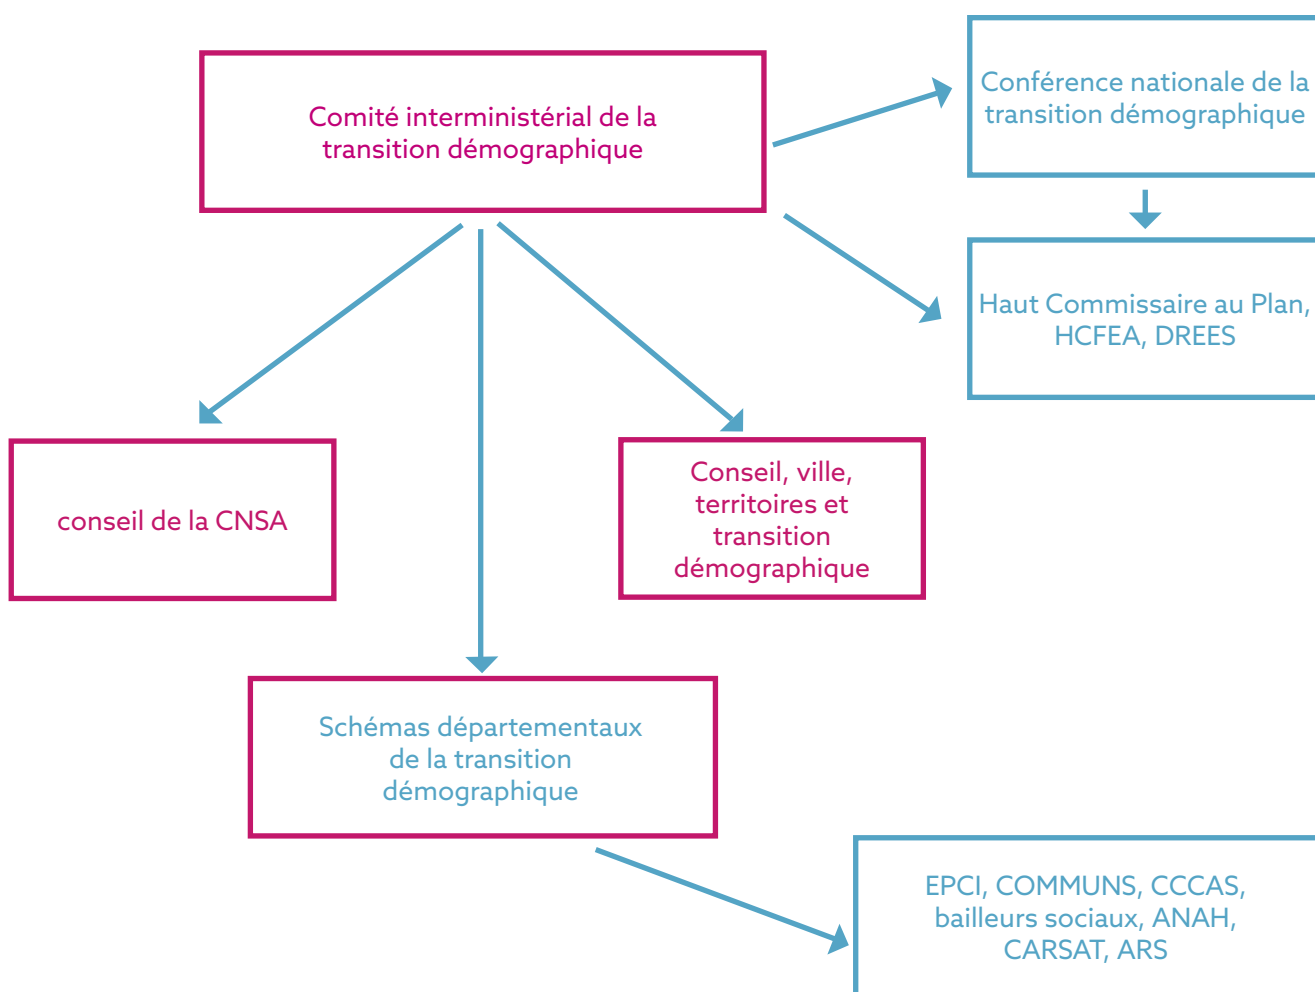 Comité interministérial de la
transition démographique
Conférence nationale de la
transition démographique
Haut Commissaire au Plan,
HCFEA, DREES
conseil de la CNSA
Conseil, ville,
territoires et
transition
démographique
Schémas départementaux
de la transition
démographique
EPCI, COMMUNS, CCCAS,
bailleurs sociaux, ANAH,
CARSAT, ARS